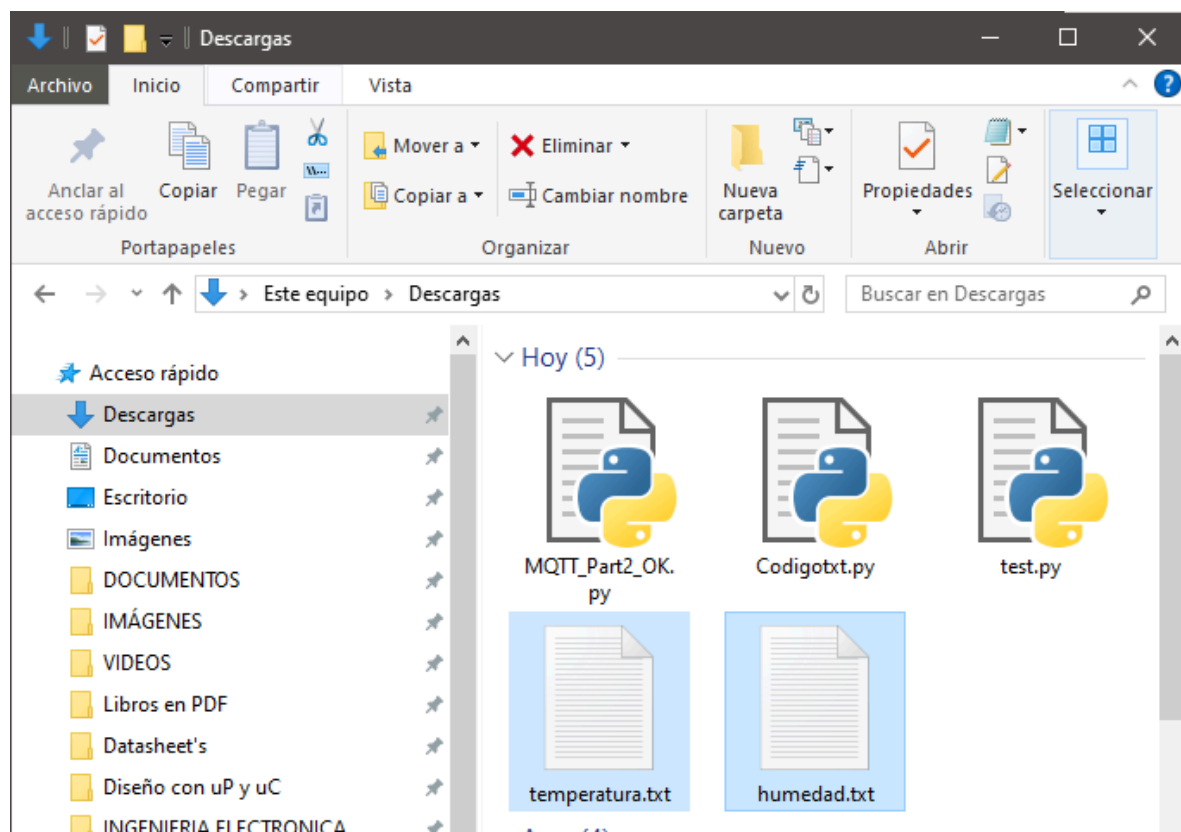 Descargas
Archivo Inicio Compartir Vista
Anclar al
acceso rápido
Copiar
Pegar
Mover a
Copiar a
Eliminar
Cambiar nombre
Nueva
carpeta
Propiedades
Seleccionar
Portapapeles Organizar Nuevo Abrir
Este equipo > Descargas
Buscar en Descargas
Acceso rápido
Descargas
Documentos
Escritorio
Imágenes
DOCUMENTOS
IMÁGENES
VIDEOS
Libros en PDF
Datasheet's
Diseño con uP y uC
INGENIERIA ELECTRONICA
Hoy (5)
MQTT_Part2_OK.
py
Codigotxt.py
test.py
temperatura.txt
humedad.txt